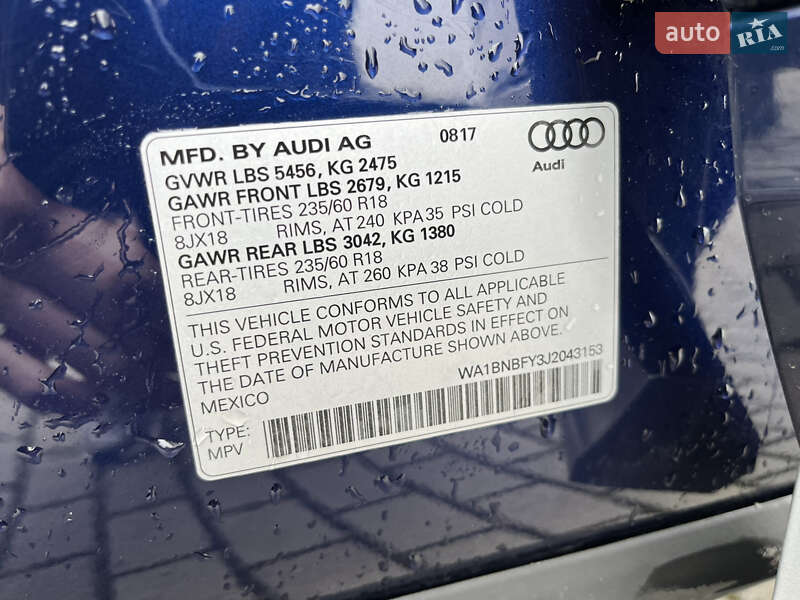 auto RIA.com
MFD. BY AUDI AG 0817
GVWR LBS 5456, KG 2475
Audi
GAWR FRONT LBS 2679, KG 1215
FRONT-TIRES 235/60 R18
8JX18 RIMS, AT 240 KPA 35 PSI COLD
GAWR REAR LBS 3042, KG 1380
REAR-TIRES 235/60 R18
8JX18 RIMS, AT 260 KPA 38 PSI COLD
THIS VEHICLE CONFORMS TO ALL APPLICABLE
U.S. FEDERAL MOTOR VEHICLE SAFETY AND
THEFT PREVENTION STANDARDS IN EFFECT ON
THE DATE OF MANUFACTURE SHOWN ABOVE.
MEXICO WA1BNBFY3J2043153
TYPE:
MPV